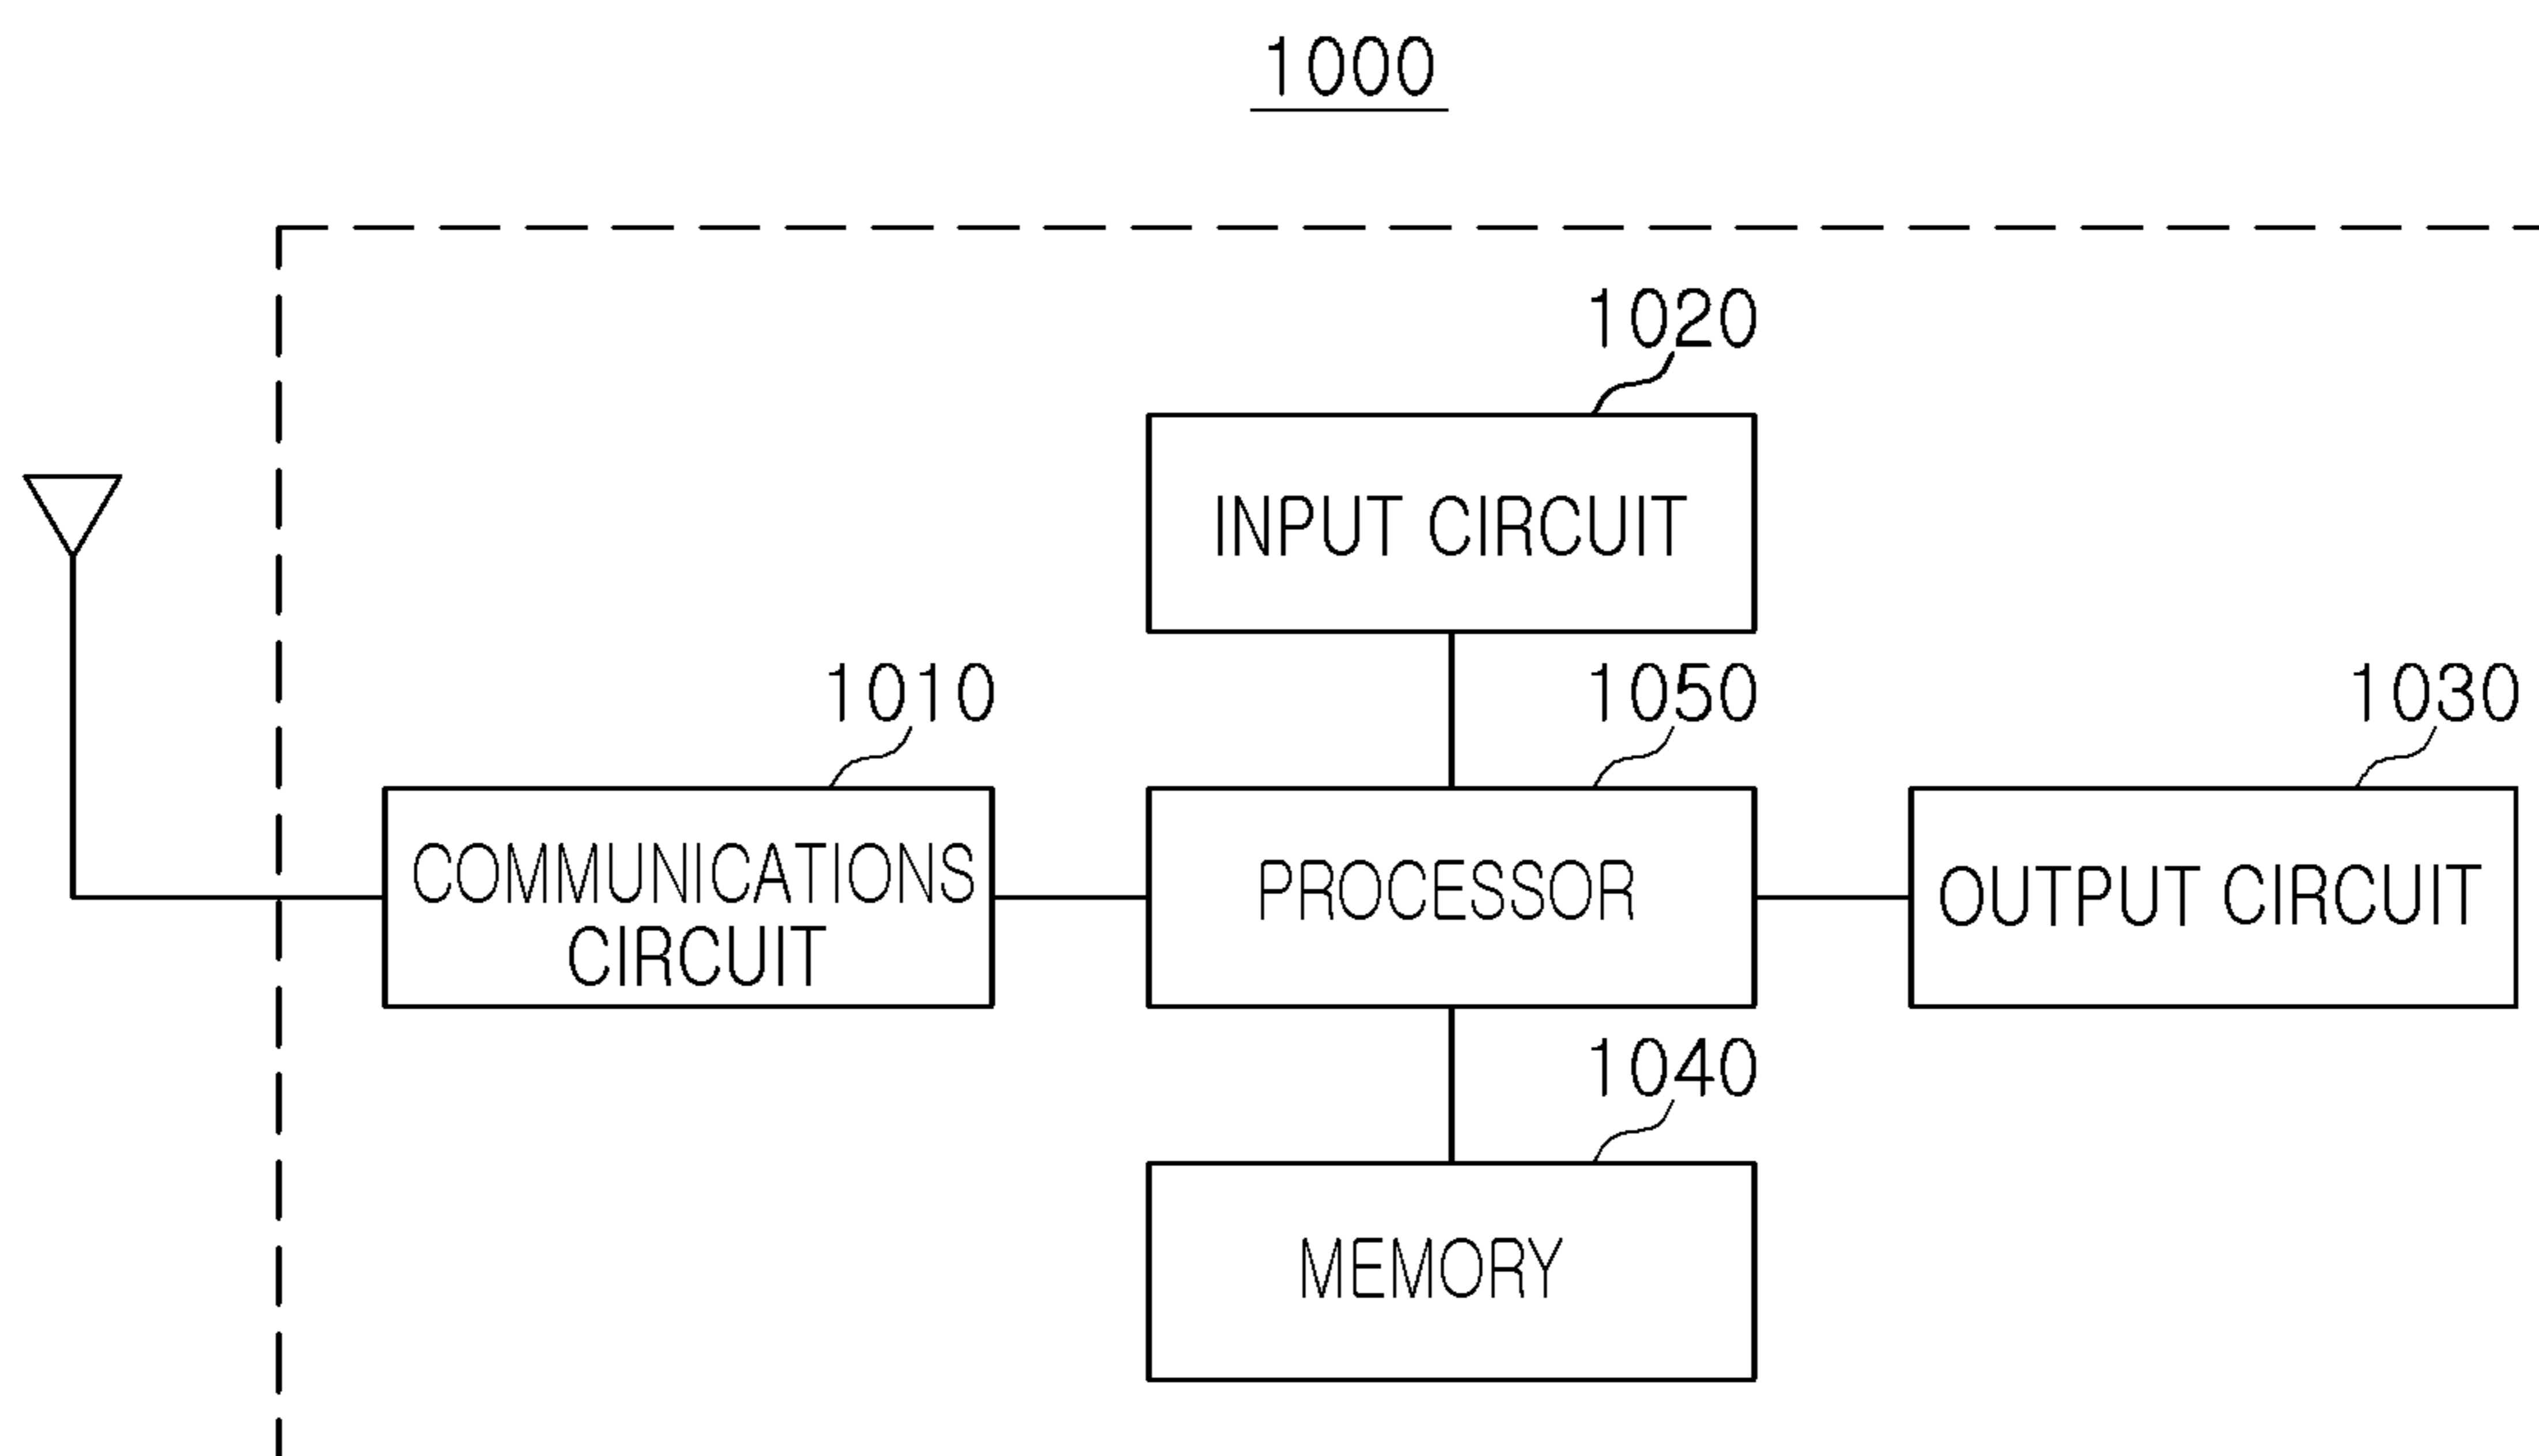 1000
1020
INPUT CIRCUIT
1010
1050
1030
COMMUNICATIONS
CIRCUIT
PROCESSOR
OUTPUT CIRCUIT
1040
MEMORY